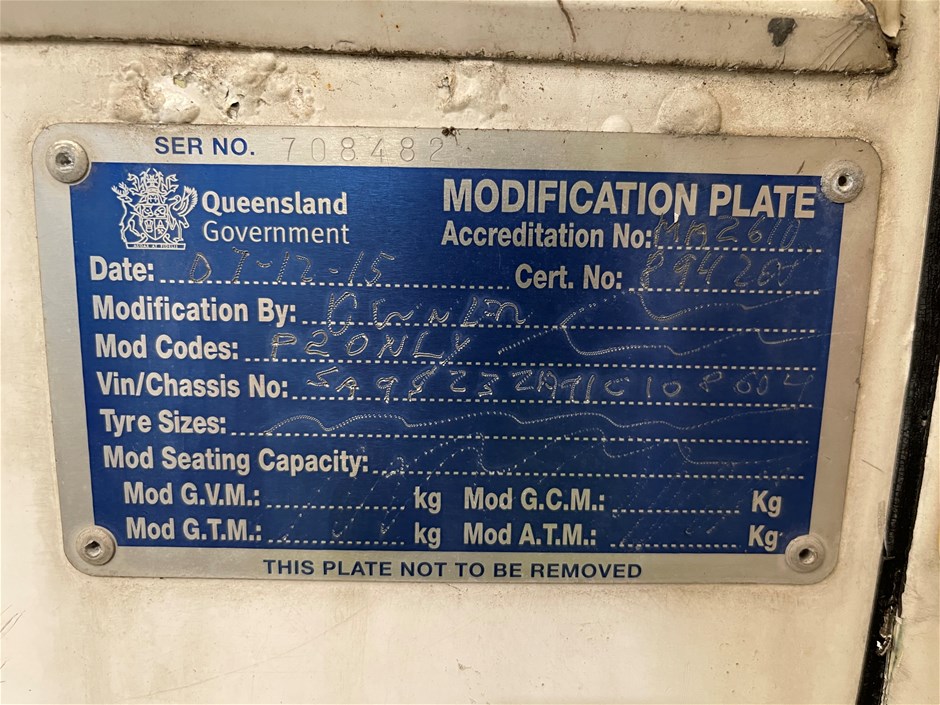 SER NO. 708482
Queensland
Government
MODIFICATION PLATE
Accreditation No: MA2610
Date: 07-12-15 Cert. No:
Modification By:
Mod Codes: P2 ONLY
Vin/Chassis No:
Tyre Sizes:
Mod Seating Capacity:
Mod G.V.M.: kg Mod G.C.M.: Kg
Mod G.T.M.: kg Mod A.T.M.: Kg
THIS PLATE NOT TO BE REMOVED